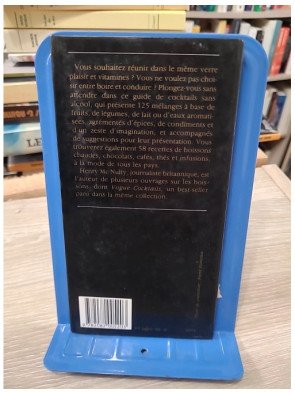 Vous souhaitez réunir dans le même verre
plaisir et vitamines ? Vous ne voulez pas choi-
sir entre boire et conduire ? Plongez-vous sans
attendre dans ce guide de cocktails sans
alcool, qui présente 125 mélanges à base de
fruits, de légumes, de lait ou d'eaux aromati-
sées, agrémentés d'épices, de condiments et
d'un zeste d'imagination, et accompagnés
de suggestions pour leur présentation. Vous
trouverez également 58 recettes de boissons
chaudes, chocolats, cafés, thés et infusions,
à la mode de tous les pays.
Henry Mc Nulty, journaliste britannique, est
l'auteur de plusieurs ouvrages sur les bois-
sons, dont Vogue Cocktails, un best-seller
paru dans la même collection.
LE